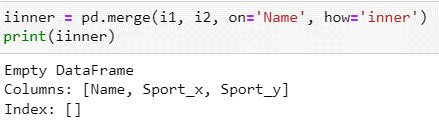 iinner = pd.merge(i1, i2, on='Name', how='inner')
print(iinner)
Empty DataFrame
Columns: [Name, Sport_x, Sport_y]
Index: []